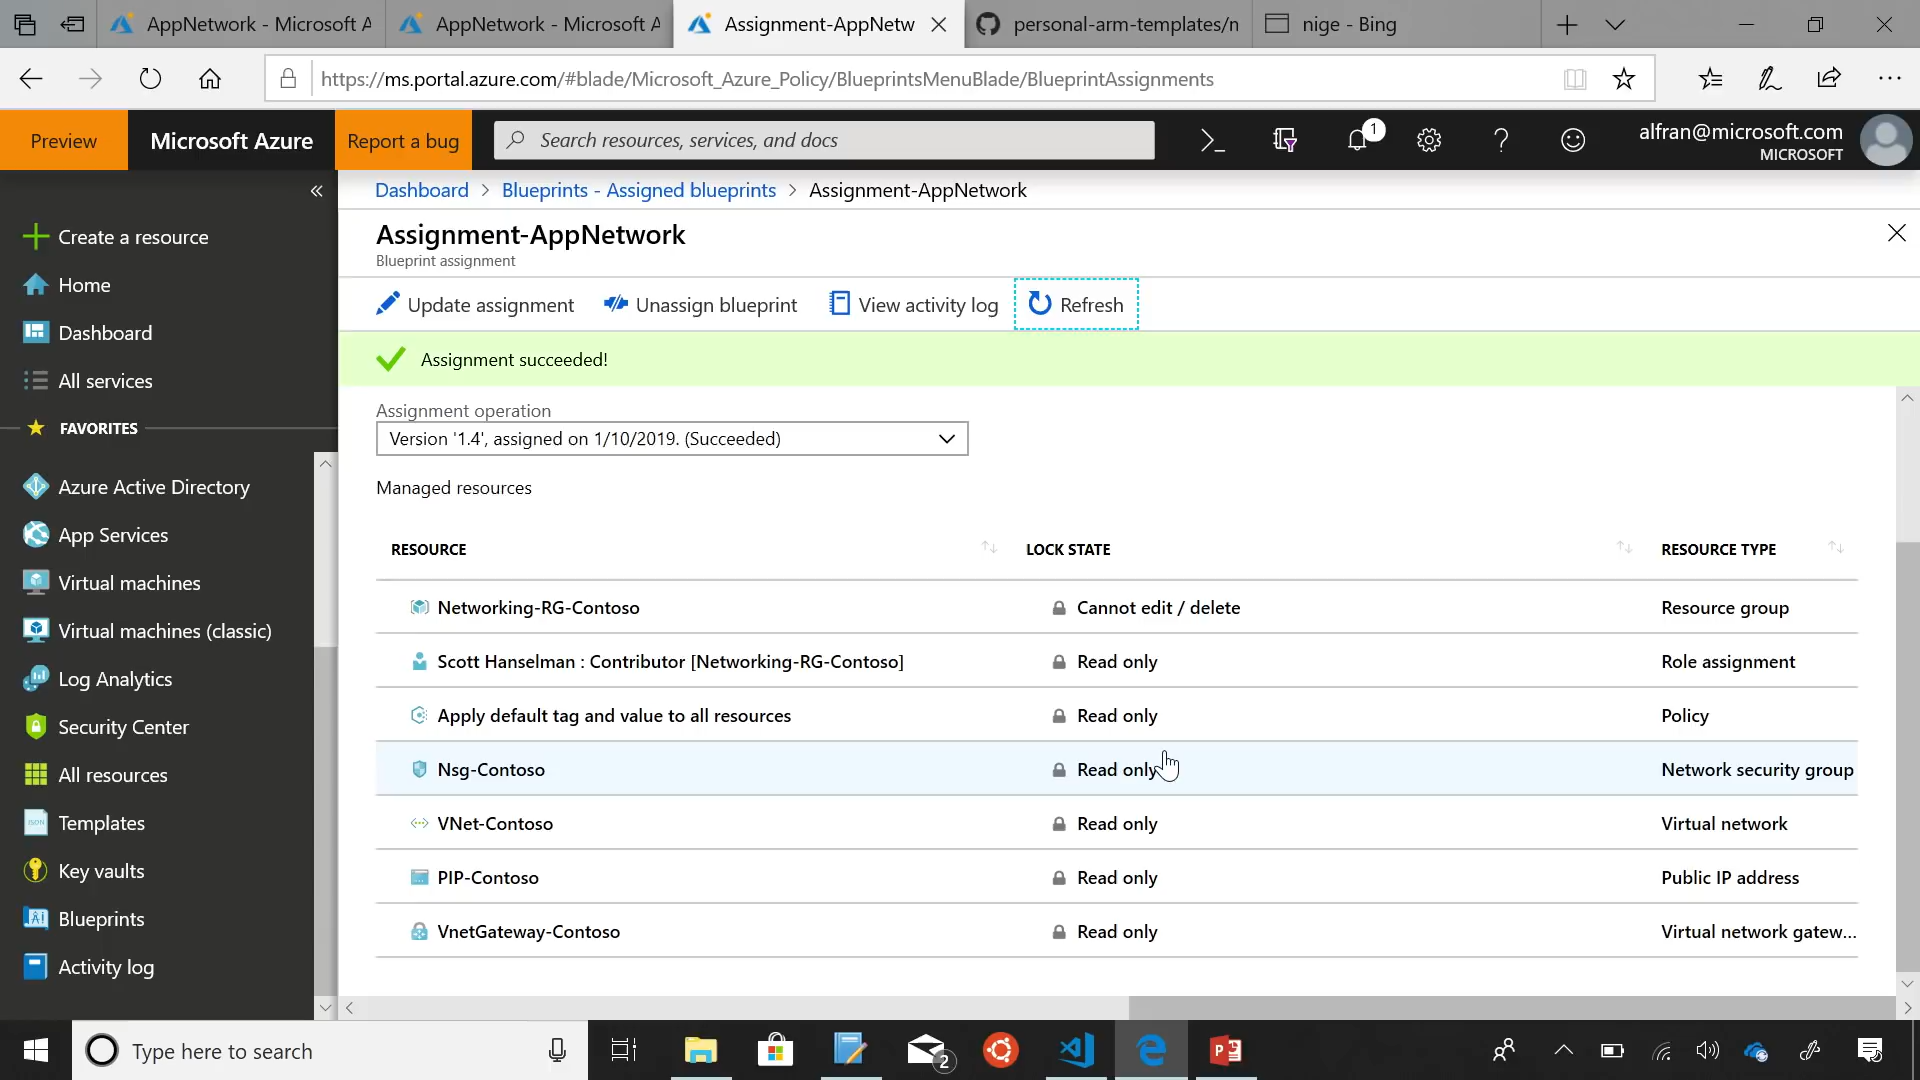 AppNetwork - Microsoft A
AppNetwork - Microsoft A
Assignment-AppNetw
personal-arm-templates/n
nige - Bing
https://ms.portal.azure.com/#blade/Microsoft_Azure_Policy/BlueprintsMenuBlade/BlueprintAssignments
Preview
Microsoft Azure
Report a bug
Search resources, services, and docs
1
alfran@microsoft.com
MICROSOFT
Dashboard > Blueprints - Assigned blueprints > Assignment-AppNetwork
Assignment-AppNetwork
Blueprint assignment
Update assignment
Unassign blueprint
View activity log
Refresh
Assignment succeeded!
Assignment operation
Version '1.4', assigned on 1/10/2019. (Succeeded)
Managed resources
RESOURCE LOCK STATE RESOURCE TYPE
Networking-RG-Contoso Cannot edit / delete Resource group
Scott Hanselman : Contributor [Networking-RG-Contoso] Read only Role assignment
Apply default tag and value to all resources Read only Policy
Nsg-Contoso Read only Network security group
VNet-Contoso Read only Virtual network
PIP-Contoso Read only Public IP address
VnetGateway-Contoso Read only Virtual network gatew...
Create a resource
Home
Dashboard
All services
FAVORITES
Azure Active Directory
App Services
Virtual machines
Virtual machines (classic)
Log Analytics
Security Center
All resources
Templates
Key vaults
Blueprints
Activity log
Type here to search
2